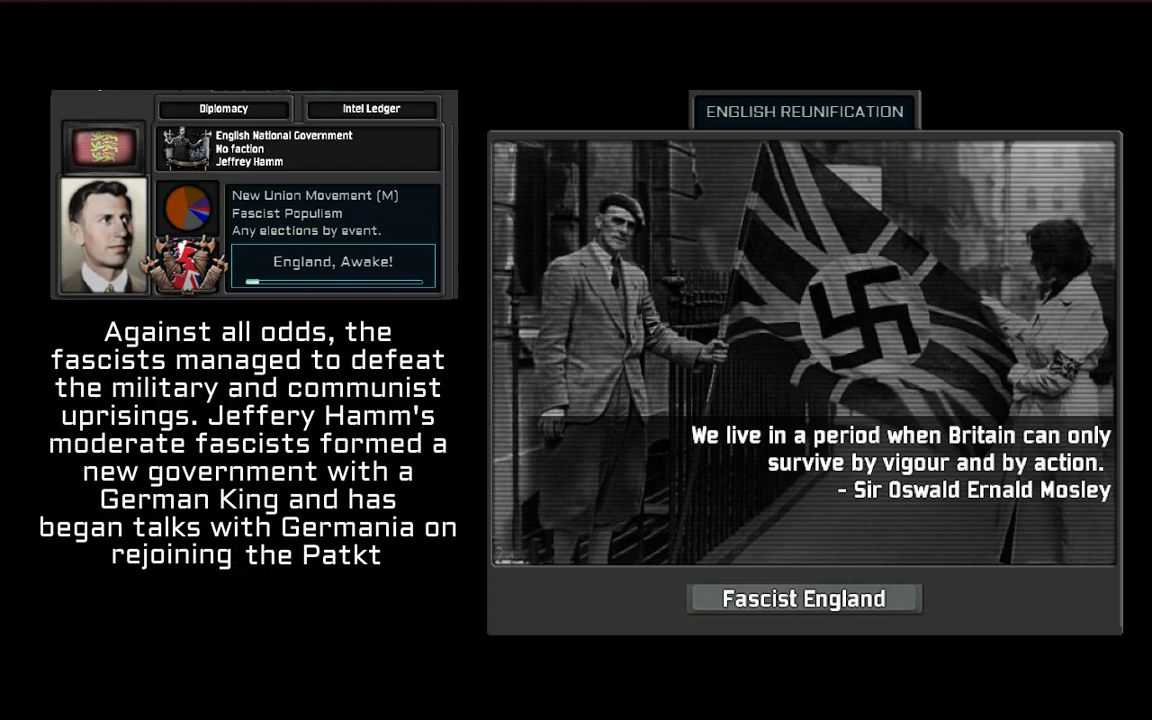 Diplomacy
Intel Ledger
English National Government
No faction
Jeffrey Hamm
New Union Movement (M)
Fascist Populism
Any elections by event.
England, Awake!
Against all odds, the
fascists managed to defeat
the military and communist
uprisings. Jeffery Hamm's
moderate fascists formed a
new government with a
German King and has
began talks with Germania on
rejoining the Patkt
ENGLISH REUNIFICATION
We live in a period when Britain can only
survive by vigour and by action.
- Sir Oswald Ernald Mosley
Fascist England